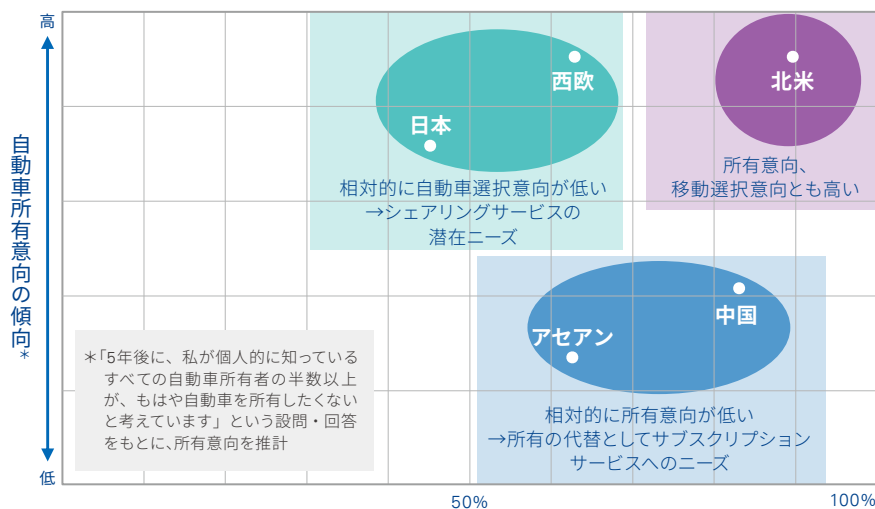 高
自動車所有意向の傾向*
低
西欧
日本
相対的に自動車選択意向が低い
→シェアリングサービスの
潜在ニーズ
北米
所有意向、
移動選択意向とも高い
中国
アセアン
相対的に所有意向が低い
→所有の代替としてサブスクリプション
サービスへのニーズ
＊「5年後に、私が個人的に知っている
すべての自動車所有者の半数以上
が、もはや自動車を所有したくない
と考えています」という設問・回答
をもとに、所有意向を推計
50%
100%